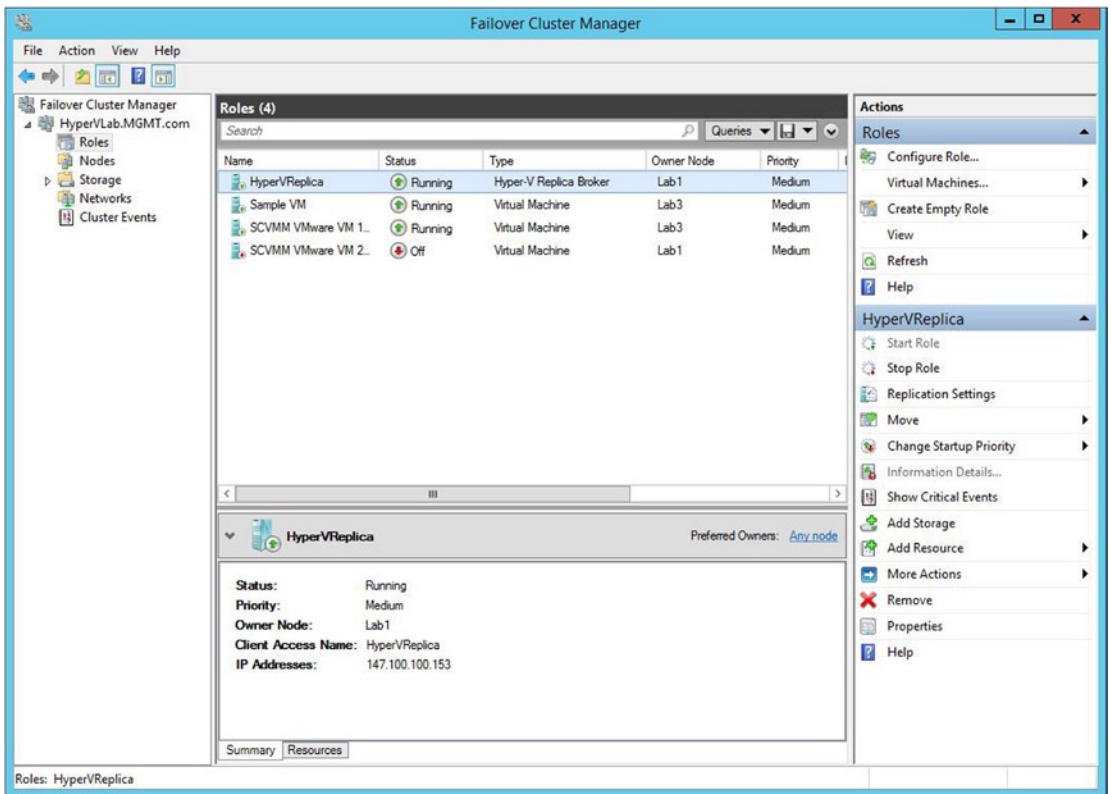 Failover Cluster Manager
File Action View Help
Failover Cluster Manager
HyperVLab.MGMT.com
Roles
Nodes
Storage
Networks
Cluster Events
Roles (4)
Search
Queries
Name Status Type Owner Node Priority
HyperVReplica Running Hyper-V Replica Broker Lab1 Medium
Sample VM Running Virtual Machine Lab3 Medium
SCVMM VMware VM 1... Running Virtual Machine Lab3 Medium
SCVMM VMware VM 2... Off Virtual Machine Lab1 Medium
HyperVReplica Preferred Owners: Any node
Status: Running
Priority: Medium
Owner Node: Lab1
Client Access Name: HyperVReplica
IP Addresses: 147.100.100.153
Summary Resources
Actions
Roles
Configure Role...
Virtual Machines...
Create Empty Role
View
Refresh
Help
HyperVReplica
Start Role
Stop Role
Replication Settings
Move
Change Startup Priority
Information Details...
Show Critical Events
Add Storage
Add Resource
More Actions
Remove
Properties
Help
Roles: HyperVReplica